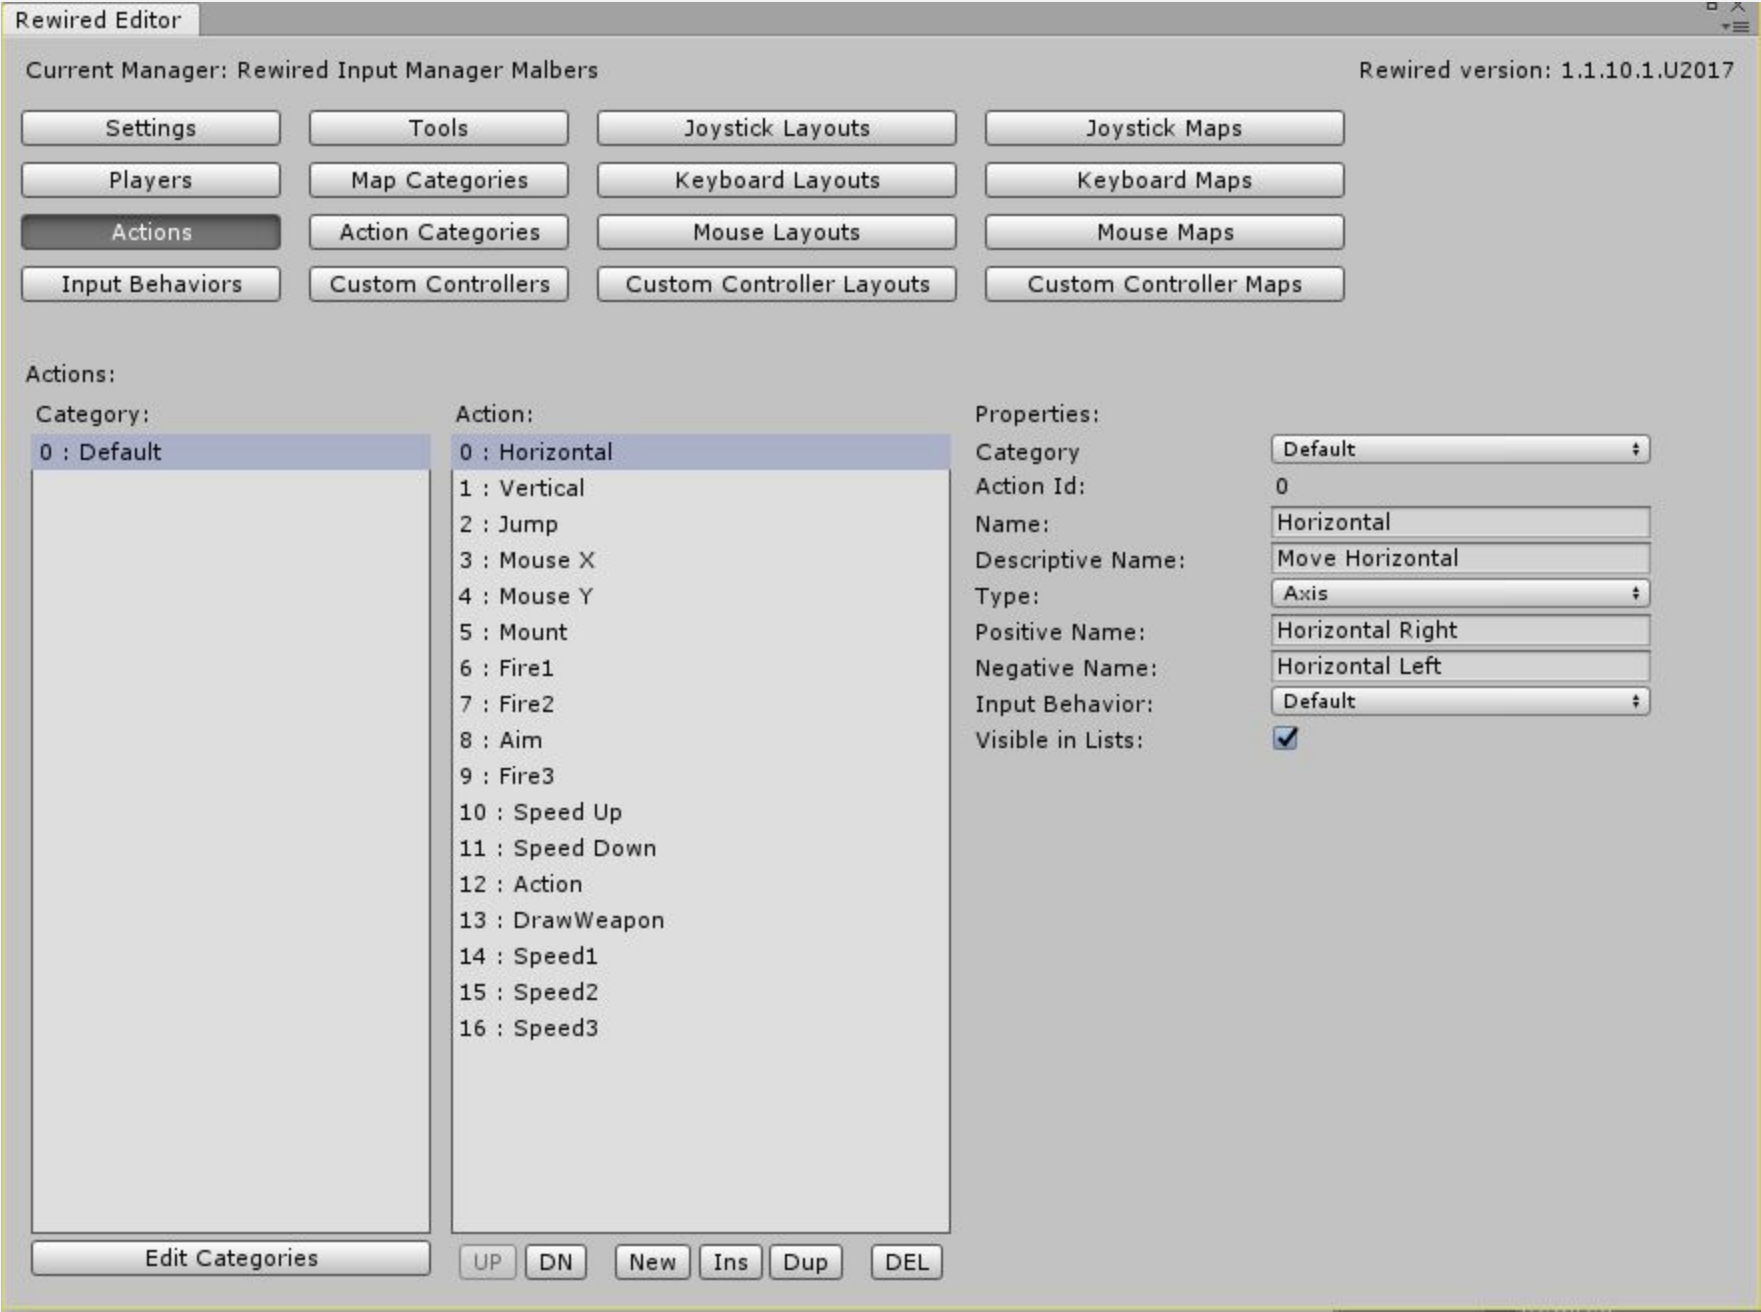 Rewired Editor
Current Manager: Rewired Input Manager Malbers
Rewired version: 1.1.10.1.U2017
Settings Tools Joystick Layouts Joystick Maps
Players Map Categories Keyboard Layouts Keyboard Maps
Actions Action Categories Mouse Layouts Mouse Maps
Input Behaviors Custom Controllers Custom Controller Layouts Custom Controller Maps
Actions:
Category:
0 : Default
Edit Categories
Action:
0 : Horizontal
1 : Vertical
2 : Jump
3 : Mouse X
4 : Mouse Y
5 : Mount
6 : Fire1
7 : Fire2
8 : Aim
9 : Fire3
10 : Speed Up
11 : Speed Down
12 : Action
13 : DrawWeapon
14 : Speed1
15 : Speed2
16 : Speed3
UP DN New Ins Dup DEL
Properties:
Category Default
Action Id: 0
Name: Horizontal
Descriptive Name: Move Horizontal
Type: Axis
Positive Name: Horizontal Right
Negative Name: Horizontal Left
Input Behavior: Default
Visible in Lists: